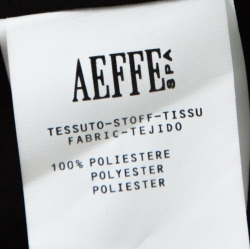 AEFFE SPA
TESSUTO-STOFF-TISSU
FABRIC-TEJIDO
100% POLIESTERE
POLYESTER
POLIESTER